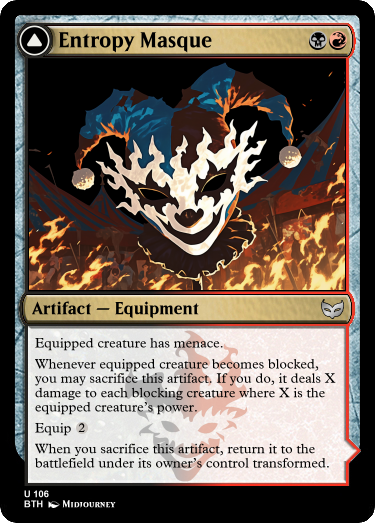 Entropy Masque
Artifact — Equipment
Equipped creature has menace.
Whenever equipped creature becomes blocked,
you may sacrifice this artifact. If you do, it deals X
damage to each blocking creature where X is the
equipped creature's power.
Equip 2
When you sacrifice this artifact, return it to the
battlefield under its owner's control transformed.
U 106
BTH Midjourney